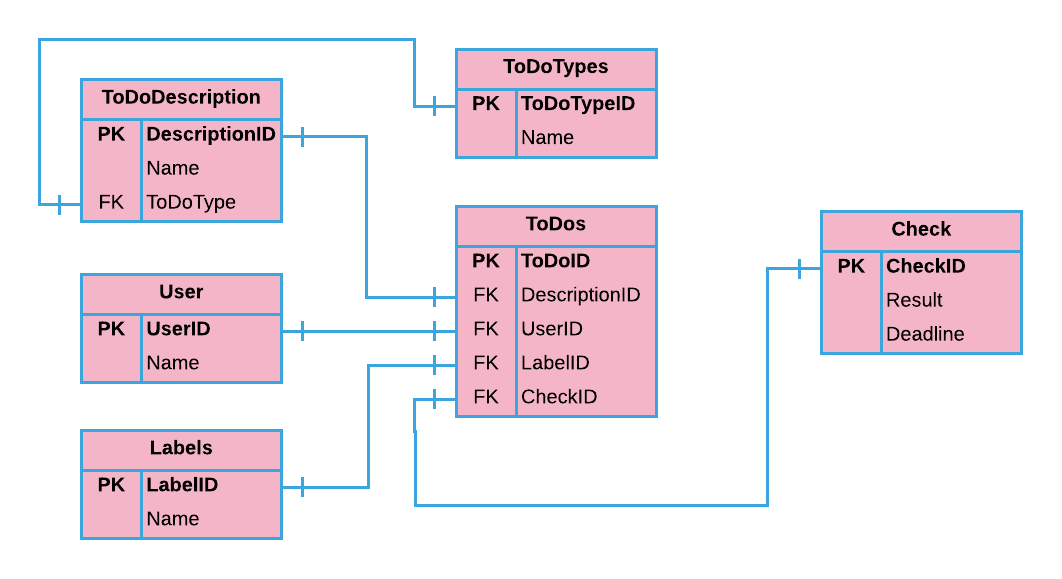 ToDoDescription
PK DescriptionID
Name
FK ToDoType
ToDoTypes
PK ToDoTypeID
Name
User
PK UserID
Name
ToDos
PK ToDoID
FK DescriptionID
FK UserID
FK LabelID
FK CheckID
Check
PK CheckID
Result
Deadline
Labels
PK LabelID
Name